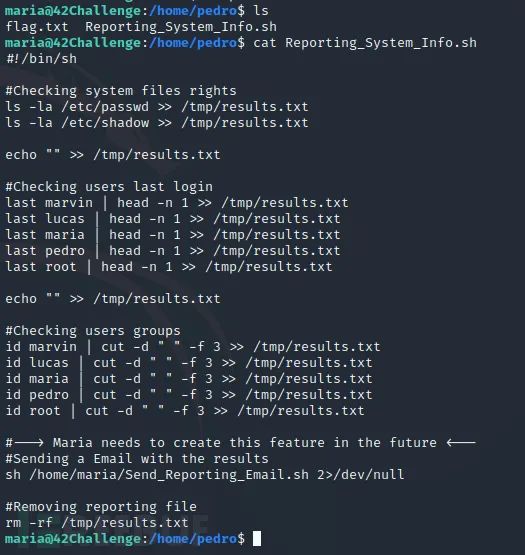 maria@42Challenge:/home/pedro$ ls
flag.txt  Reporting_System_Info.sh
maria@42Challenge:/home/pedro$ cat Reporting_System_Info.sh
#!/bin/sh
#Checking system files rights
ls -la /etc/passwd >> /tmp/results.txt
ls -la /etc/shadow >> /tmp/results.txt
echo "" >> /tmp/results.txt
#Checking users last login
last marvin | head -n 1 >> /tmp/results.txt
last lucas | head -n 1 >> /tmp/results.txt
last maria | head -n 1 >> /tmp/results.txt
last pedro | head -n 1 >> /tmp/results.txt
last root | head -n 1 >> /tmp/results.txt
echo "" >> /tmp/results.txt
#Checking users groups
id marvin | cut -d " " -f 3 >> /tmp/results.txt
id lucas | cut -d " " -f 3 >> /tmp/results.txt
id maria | cut -d " " -f 3 >> /tmp/results.txt
id pedro | cut -d " " -f 3 >> /tmp/results.txt
id root | cut -d " " -f 3 >> /tmp/results.txt
#---> Maria needs to create this feature in the future <---
#Sending a Email with the results
sh /home/maria/Send_Reporting_Email.sh 2>/dev/null
#Removing reporting file
rm -rf /tmp/results.txt
maria@42Challenge:/home/pedro$